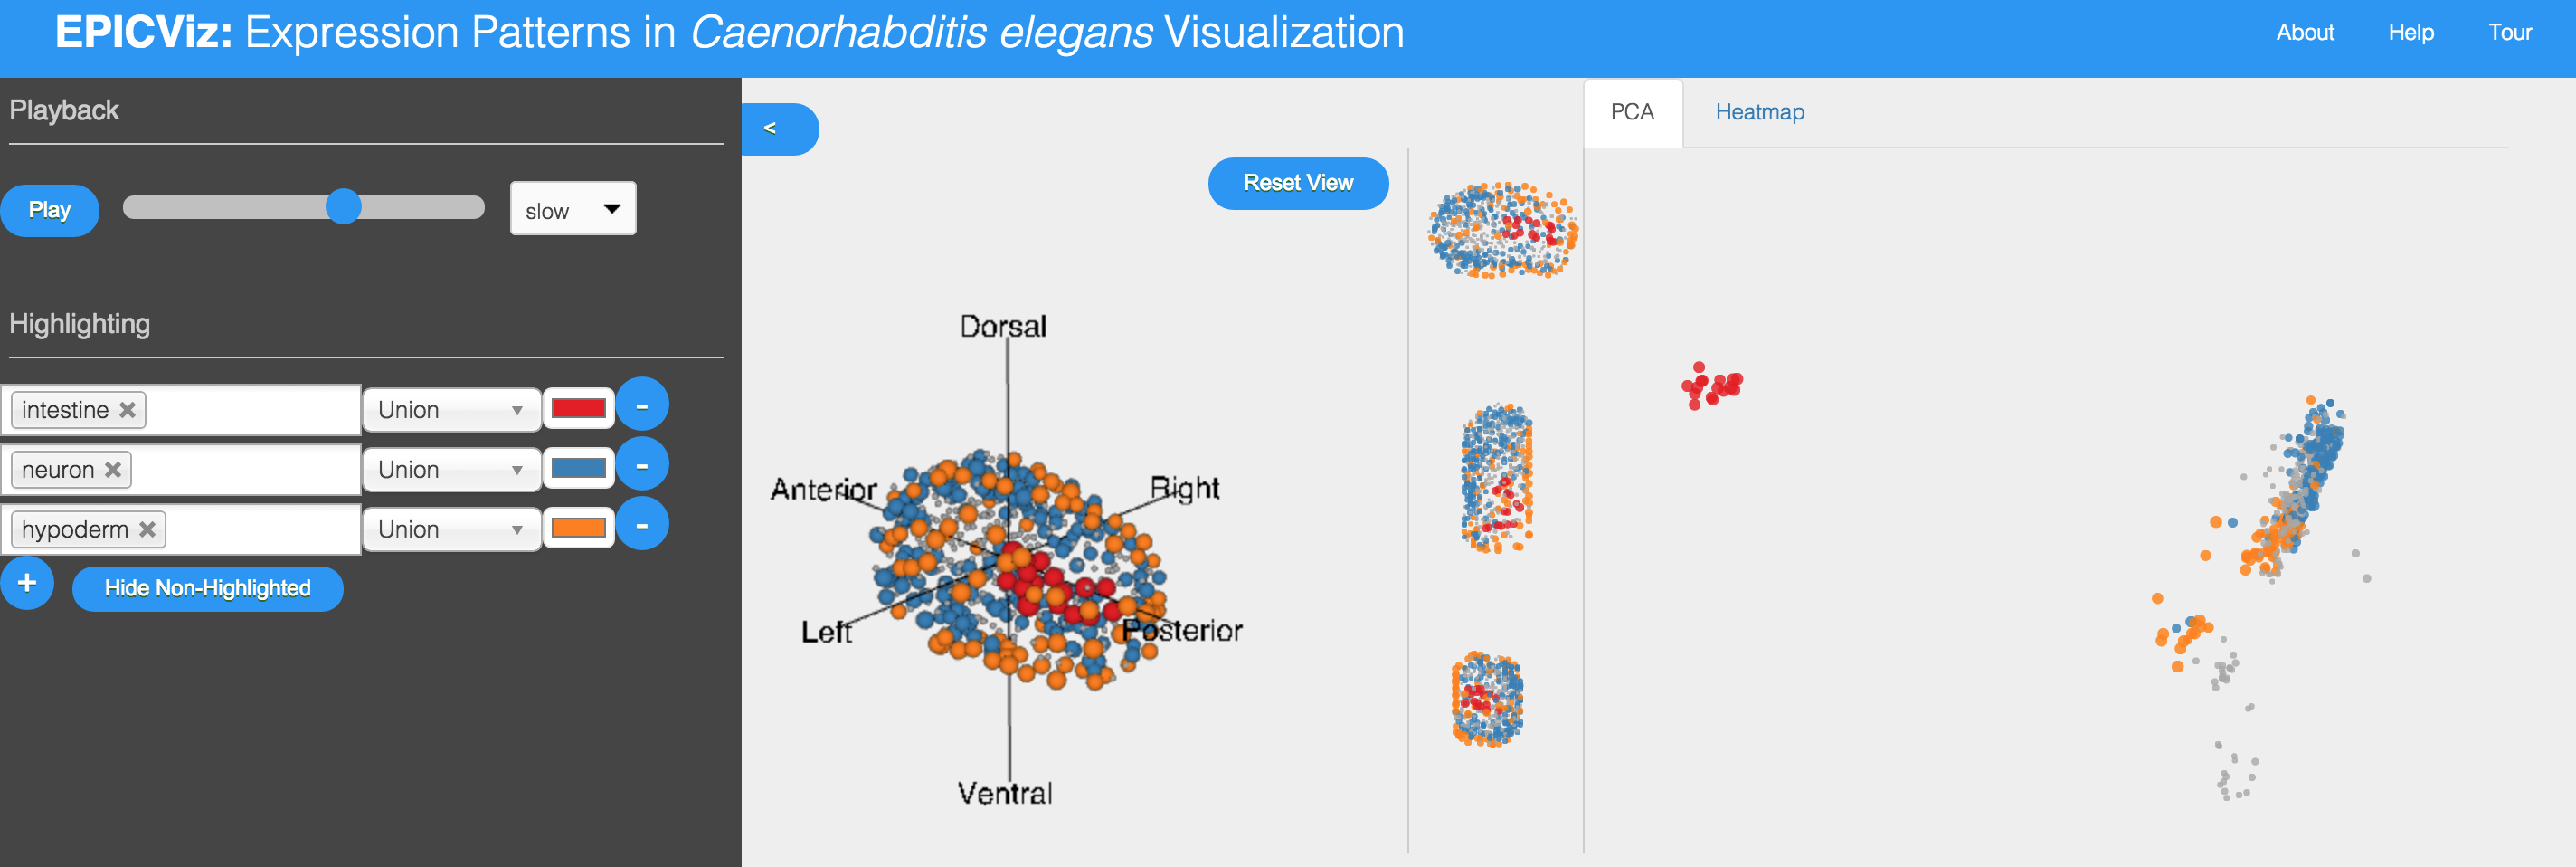 EPICViz: Expression Patterns in Caenorhabditis elegans Visualization
About Help Tour
Playback
Play
slow
Highlighting
intestine ✖ Union ▼ -
neuron ✖ Union ▼ -
hypoderm ✖ Union ▼ -
+ Hide Non-Highlighted
<
Reset View
Dorsal
Anterior Right
Left Posterior
Ventral
PCA Heatmap